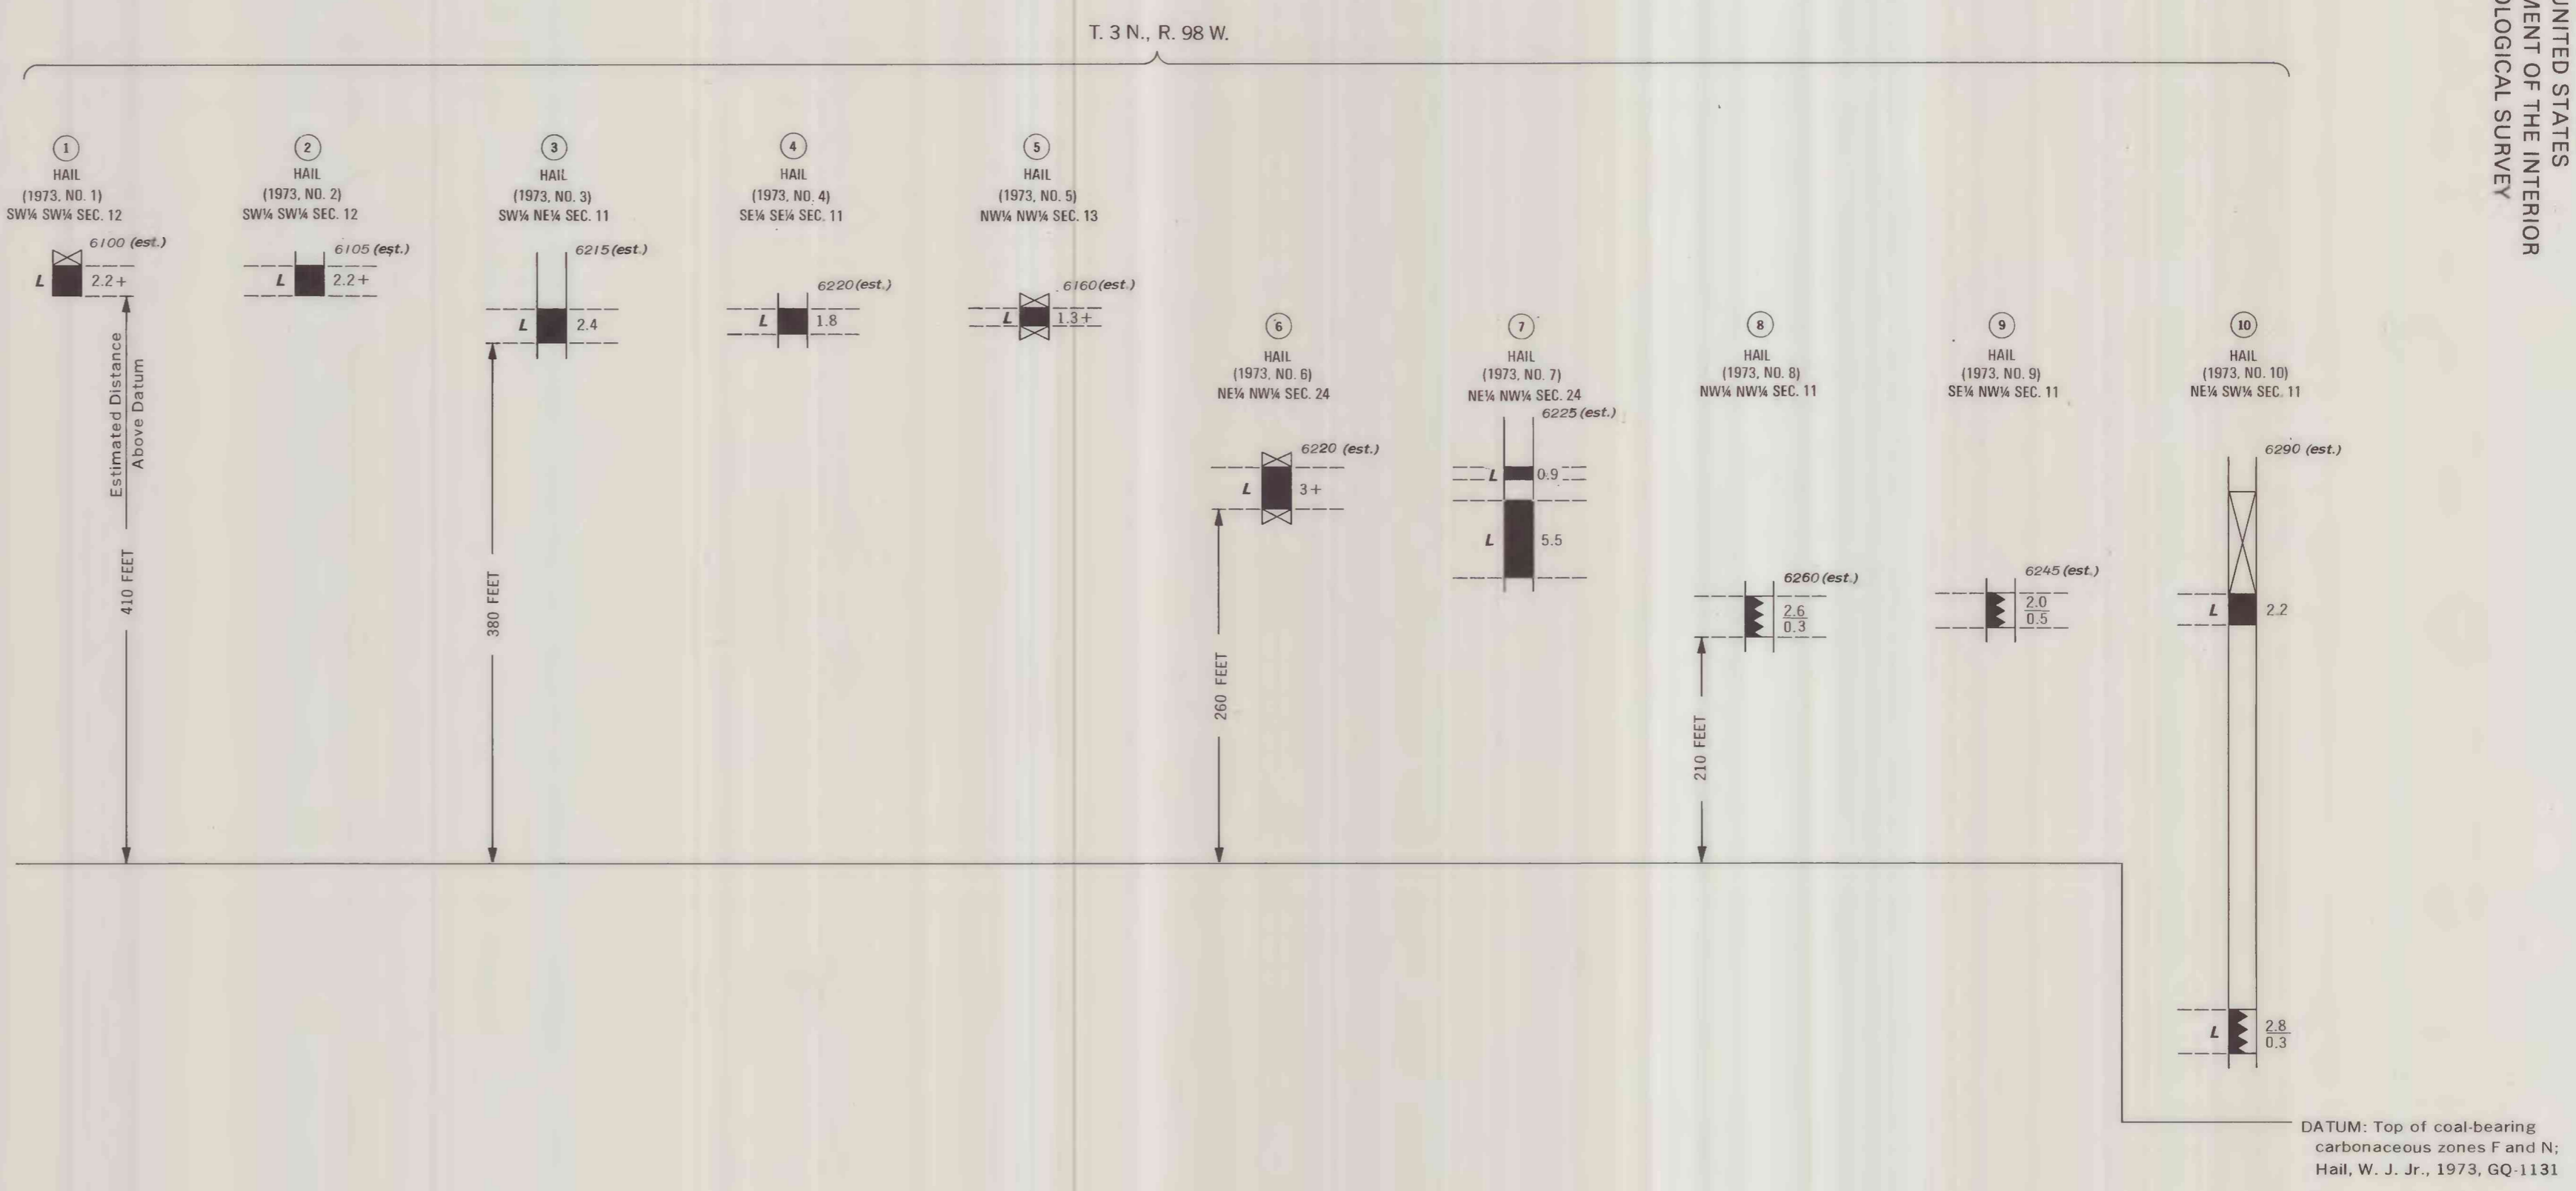 UNITED STATES
MENT OF THE INTERIOR
OLOGICAL SURVEY
T. 3 N., R. 98 W.
1
HAIL
(1973, NO. 1)
SW¼ SW¼ SEC. 12
6100 (est.)
L
2.2+
Estimated Distance
Above Datum
410 FEET
2
HAIL
(1973, NO. 2)
SW¼ SW¼ SEC. 12
6105 (est.)
L
2.2+
3
HAIL
(1973, NO. 3)
SW¼ NE¼ SEC. 11
6215 (est.)
L
2.4
380 FEET
4
HAIL
(1973, NO. 4)
SE¼ SE¼ SEC. 11
6220 (est.)
L
1.8
5
HAIL
(1973, NO. 5)
NW¼ NW¼ SEC. 13
6160 (est.)
L
1.3+
6
HAIL
(1973, NO. 6)
NE¼ NW¼ SEC. 24
6220 (est.)
L
3+
260 FEET
7
HAIL
(1973, NO. 7)
NE¼ NW¼ SEC. 24
6225 (est.)
L
0.9
L
5.5
8
HAIL
(1973, NO. 8)
NW¼ NW¼ SEC. 11
6260 (est.)
2.6
0.3
210 FEET
9
HAIL
(1973, NO. 9)
SE¼ NW¼ SEC. 11
6245 (est.)
2.0
0.5
10
HAIL
(1973, NO. 10)
NE¼ SW¼ SEC. 11
6290 (est.)
L
2.2
L
2.8
0.3
DATUM: Top of coal-bearing
carbonaceous zones F and N;
Hail, W. J. Jr., 1973, GQ-1131